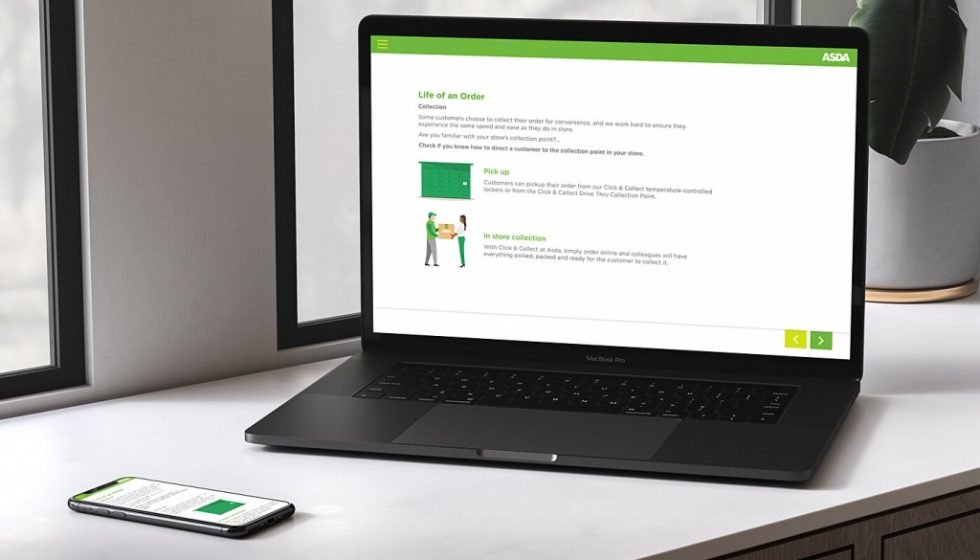 ASDA
Life of an Order
Collection
Some customers choose to collect their order for convenience, and we work hard to ensure they
experience the same speed and ease as they do in store.
Are you familiar with your store's collection point?...
Check if you know how to direct a customer to the collection point in your store.
Pick up
Customers can pickup their order from our Click & Collect temperature-controlled
lockers or from the Click & Collect Drive Thru Collection Point.
In store collection
With Click & Collect at Asda, simply order online and colleagues will have
everything picked, packed and ready for the customer to collect it.
MacBook Pro
Life of an Order